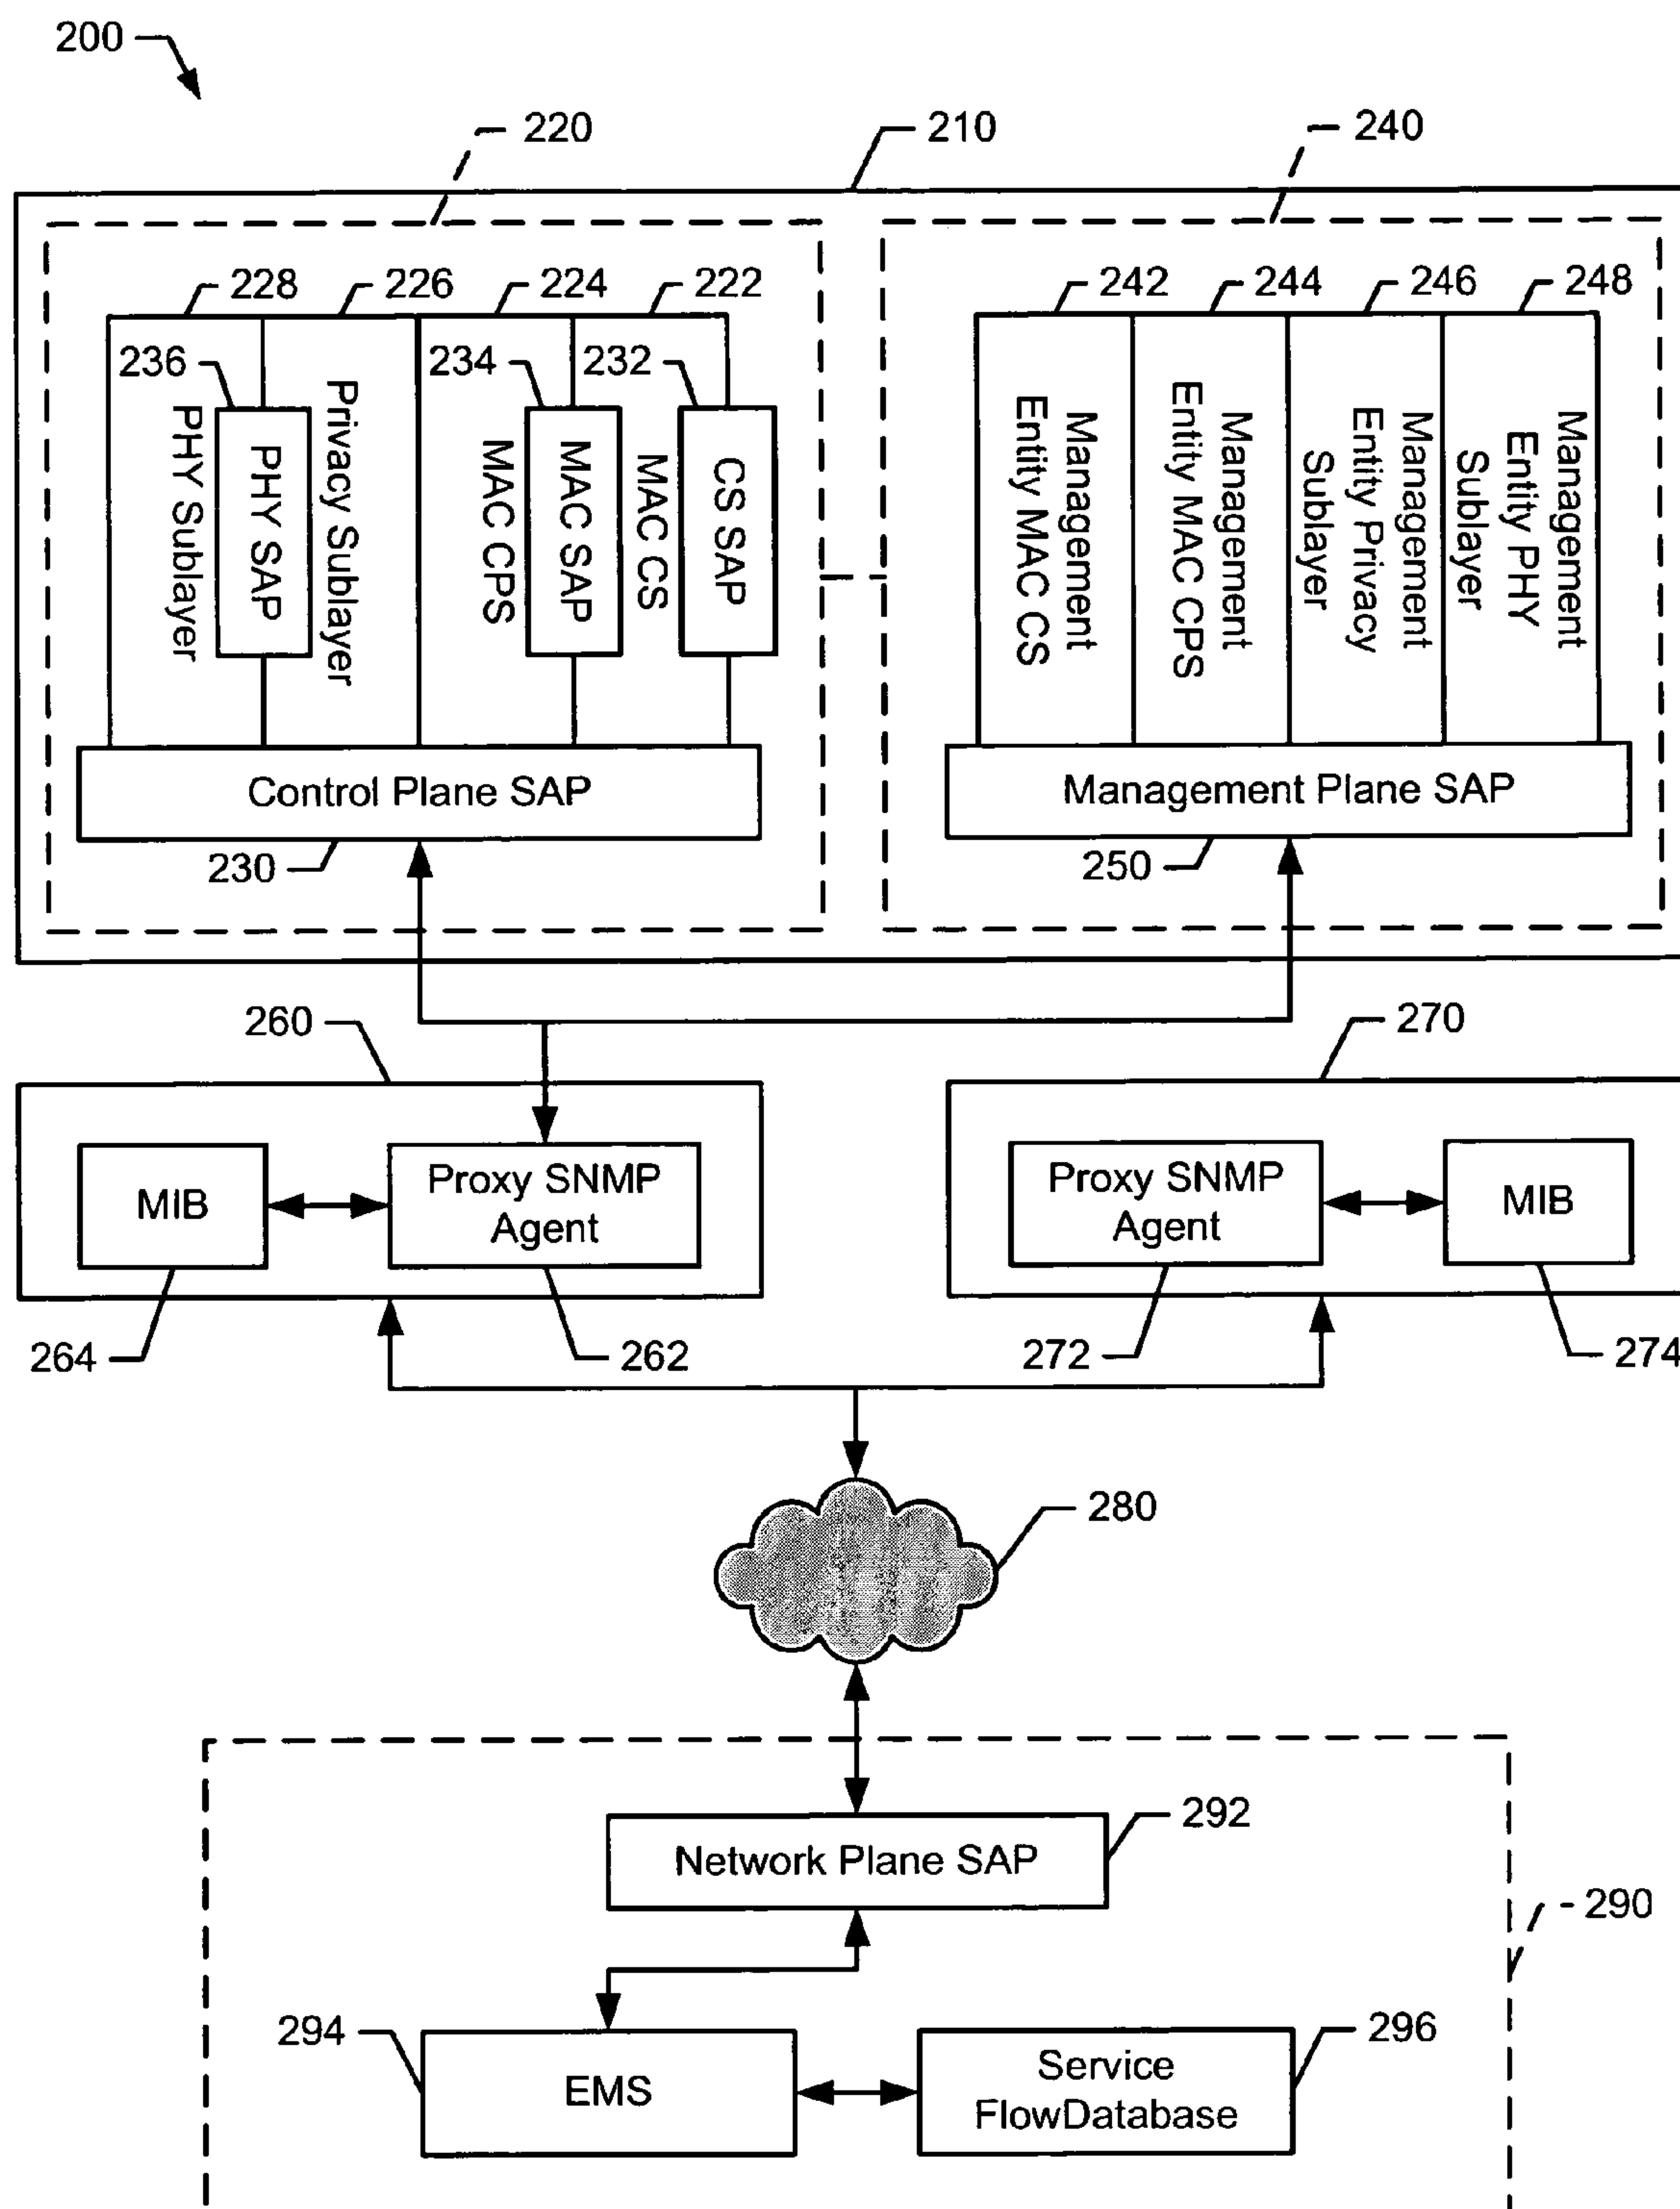 200
220
210
240
228
226
224
222
242
244
246
248
236
234
232
PHY Sublayer
PHY SAP
Privacy Sublayer
MAC CPS
MAC SAP
MAC CS
CS SAP
Management
Entity MAC CS
Management
Entity MAC CPS
Management
Entity Privacy
Sublayer
Management
Entity PHY
Sublayer
Control Plane SAP
Management Plane SAP
230
250
260
270
MIB
Proxy SNMP
Agent
Proxy SNMP
Agent
MIB
264
262
272
274
280
292
Network Plane SAP
290
294
296
EMS
Service
FlowDatabase